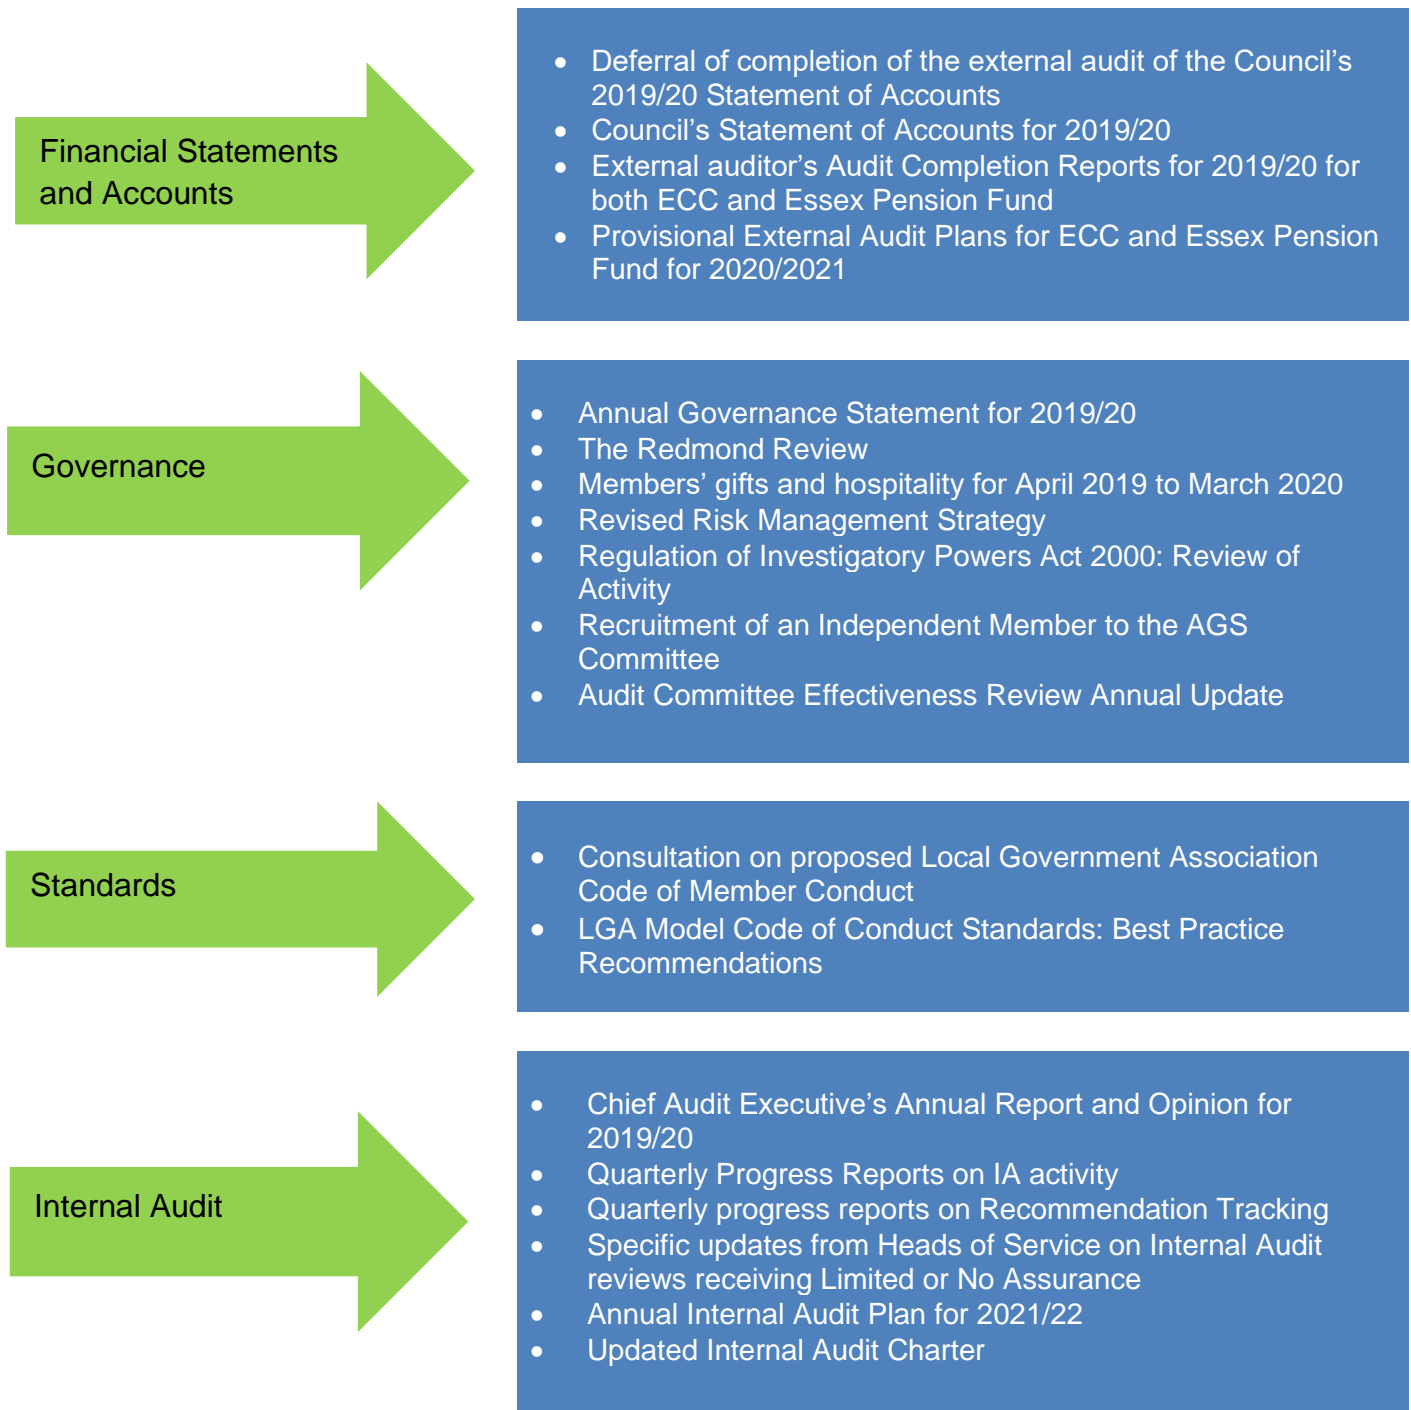 Financial Statements
and Accounts
• Deferral of completion of the external audit of the Council’s
2019/20 Statement of Accounts
• Council’s Statement of Accounts for 2019/20
• External auditor’s Audit Completion Reports for 2019/20 for
both ECC and Essex Pension Fund
• Provisional External Audit Plans for ECC and Essex Pension
Fund for 2020/2021
Governance
• Annual Governance Statement for 2019/20
• The Redmond Review
• Members’ gifts and hospitality for April 2019 to March 2020
• Revised Risk Management Strategy
• Regulation of Investigatory Powers Act 2000: Review of
Activity
• Recruitment of an Independent Member to the AGS
Committee
• Audit Committee Effectiveness Review Annual Update
Standards
• Consultation on proposed Local Government Association
Code of Member Conduct
• LGA Model Code of Conduct Standards: Best Practice
Recommendations
Internal Audit
• Chief Audit Executive’s Annual Report and Opinion for
2019/20
• Quarterly Progress Reports on IA activity
• Quarterly progress reports on Recommendation Tracking
• Specific updates from Heads of Service on Internal Audit
reviews receiving Limited or No Assurance
• Annual Internal Audit Plan for 2021/22
• Updated Internal Audit Charter